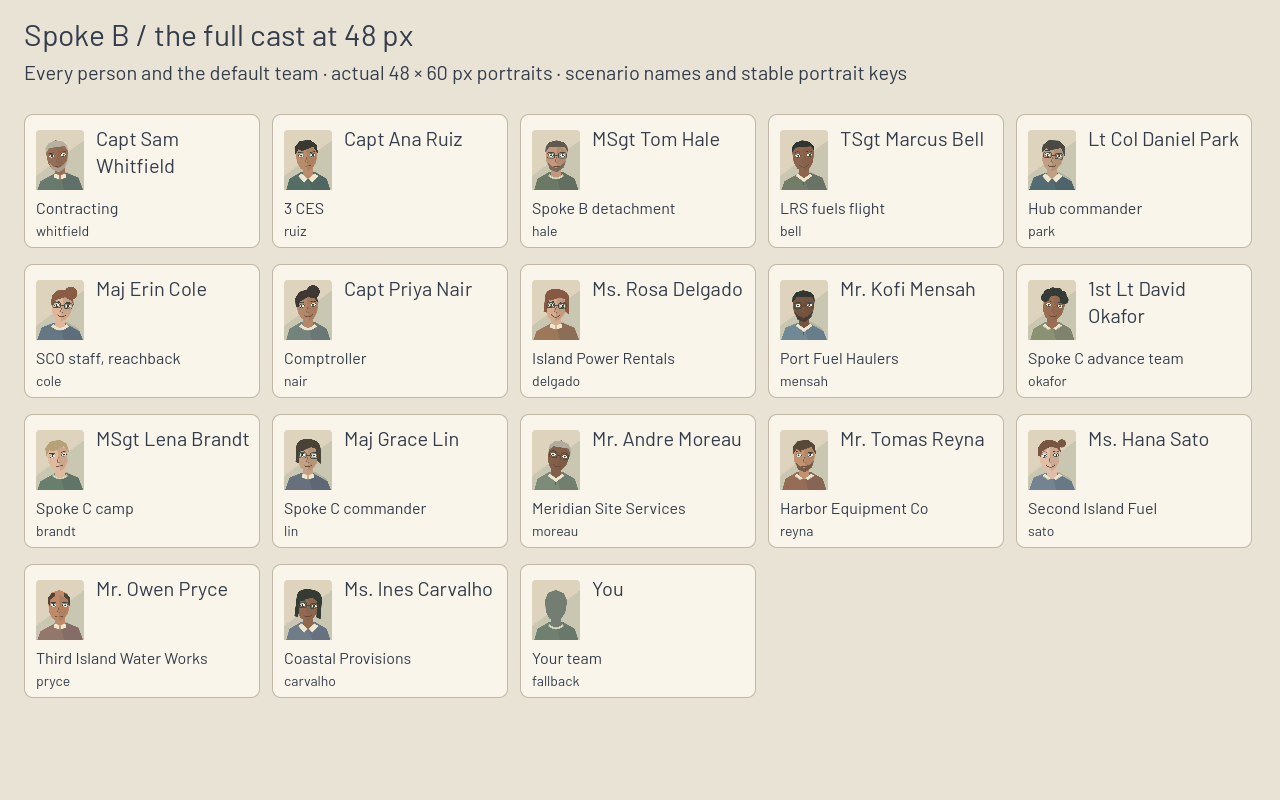 Spoke B / the full cast at 48 px
Every person and the default team · actual 48 × 60 px portraits · scenario names and stable portrait keys
Capt Sam
Whitfield
Contracting
whitfield
Capt Ana Ruiz
3 CES
ruiz
MSgt Tom Hale
Spoke B detachment
hale
TSgt Marcus Bell
LRS fuels flight
bell
Lt Col Daniel Park
Hub commander
park
Maj Erin Cole
SCO staff, reachback
cole
Capt Priya Nair
Comptroller
nair
Ms. Rosa Delgado
Island Power Rentals
delgado
Mr. Kofi Mensah
Port Fuel Haulers
mensah
1st Lt David
Okafor
Spoke C advance team
okafor
MSgt Lena Brandt
Spoke C camp
brandt
Maj Grace Lin
Spoke C commander
lin
Mr. Andre Moreau
Meridian Site Services
moreau
Mr. Tomas Reyna
Harbor Equipment Co
reyna
Ms. Hana Sato
Second Island Fuel
sato
Mr. Owen Pryce
Third Island Water Works
pryce
Ms. Ines Carvalho
Coastal Provisions
carvalho
You
Your team
fallback